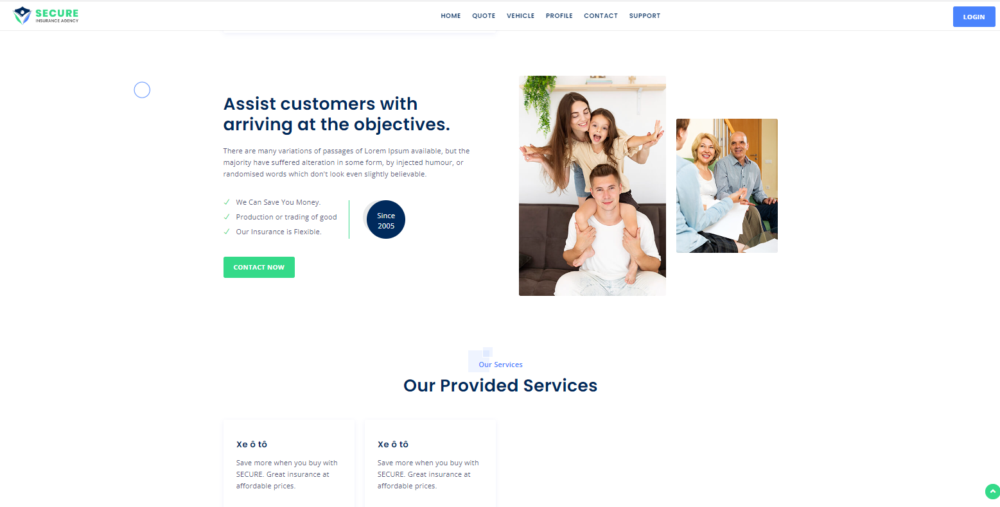 SECURE
INSURANCE AGENCY
HOME QUOTE VEHICLE PROFILE CONTACT SUPPORT
LOGIN
Assist customers with
arriving at the objectives.
There are many variations of passages of Lorem Ipsum available, but the
majority have suffered alteration in some form, by injected humour, or
randomised words which don't look even slightly believable.
We Can Save You Money.
Production or trading of good
Our Insurance is Flexible.
Since
2005
CONTACT NOW
Our Services
Our Provided Services
Xe ô tô
Save more when you buy with
SECURE. Great insurance at
affordable prices.
Xe ô tô
Save more when you buy with
SECURE. Great insurance at
affordable prices.